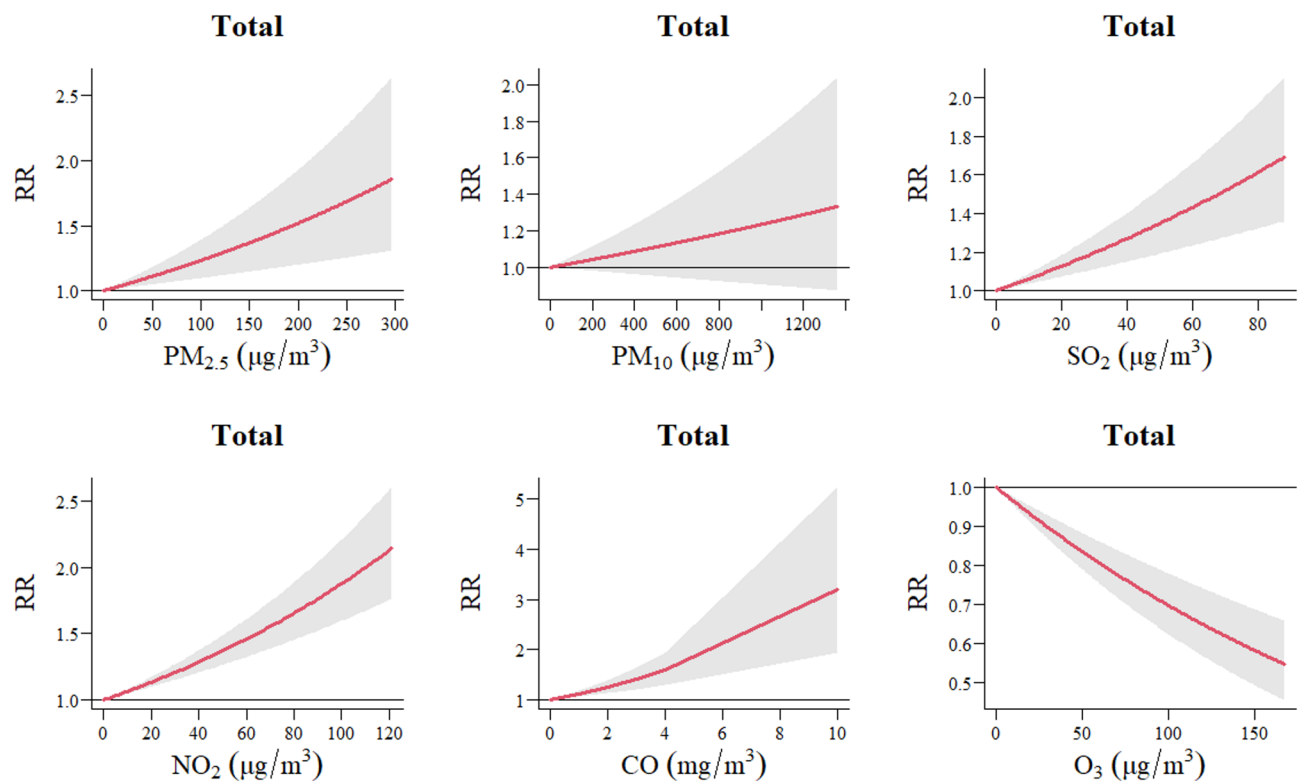 Total
RR
2.5
2.0
1.5
1.0
0 50 100 150 200 250 300
PM₂.₅ (μg/m³)
Total
RR
2.0
1.8
1.6
1.4
1.2
1.0
0 200 400 600 800 1200
PM₁₀ (μg/m³)
Total
RR
2.0
1.8
1.6
1.4
1.2
1.0
0 20 40 60 80
SO₂ (μg/m³)
Total
RR
2.5
2.0
1.5
1.0
0 20 40 60 80 100 120
NO₂ (μg/m³)
Total
RR
5
4
3
2
1
0 2 4 6 8 10
CO (mg/m³)
Total
RR
1.0
0.9
0.8
0.7
0.6
0.5
0 50 100 150
O₃ (μg/m³)